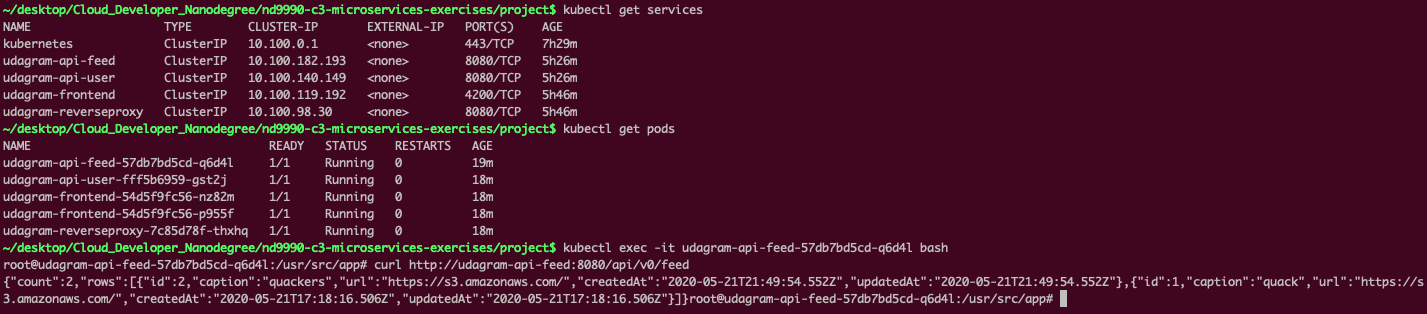 ~/desktop/Cloud_Developer_Nanodegree/nd9990-c3-microservices-exercises/project$ kubectl get services
NAME TYPE CLUSTER-IP EXTERNAL-IP PORT(S) AGE
kubernetes ClusterIP 10.100.0.1 <none> 443/TCP 7h29m
udagram-api-feed ClusterIP 10.100.182.193 <none> 8080/TCP 5h26m
udagram-api-user ClusterIP 10.100.140.149 <none> 8080/TCP 5h26m
udagram-frontend ClusterIP 10.100.119.192 <none> 4200/TCP 5h46m
udagram-reverseproxy ClusterIP 10.100.98.30 <none> 8080/TCP 5h46m
~/desktop/Cloud_Developer_Nanodegree/nd9990-c3-microservices-exercises/project$ kubectl get pods
NAME READY STATUS RESTARTS AGE
udagram-api-feed-57db7bd5cd-q6d4l 1/1 Running 0 19m
udagram-api-user-fff5b6959-gst2j 1/1 Running 0 18m
udagram-frontend-54d5f9fc56-nz82m 1/1 Running 0 18m
udagram-frontend-54d5f9fc56-p955f 1/1 Running 0 18m
udagram-reverseproxy-7c85d78f-thxhq 1/1 Running 0 18m
~/desktop/Cloud_Developer_Nanodegree/nd9990-c3-microservices-exercises/project$ kubectl exec -it udagram-api-feed-57db7bd5cd-q6d4l bash
root@udagram-api-feed-57db7bd5cd-q6d4l:/usr/src/app# curl http://udagram-api-feed:8080/api/v0/feed
{"count":2,"rows":[{"id":2,"caption":"quackers","url":"https://s3.amazonaws.com/","createdAt":"2020-05-21T21:49:54.552Z","updatedAt":"2020-05-21T21:49:54.552Z"},{"id":1,"caption":"quack","url":"https://s
3.amazonaws.com/","createdAt":"2020-05-21T17:18:16.506Z","updatedAt":"2020-05-21T17:18:16.506Z"}]}root@udagram-api-feed-57db7bd5cd-q6d4l:/usr/src/app#